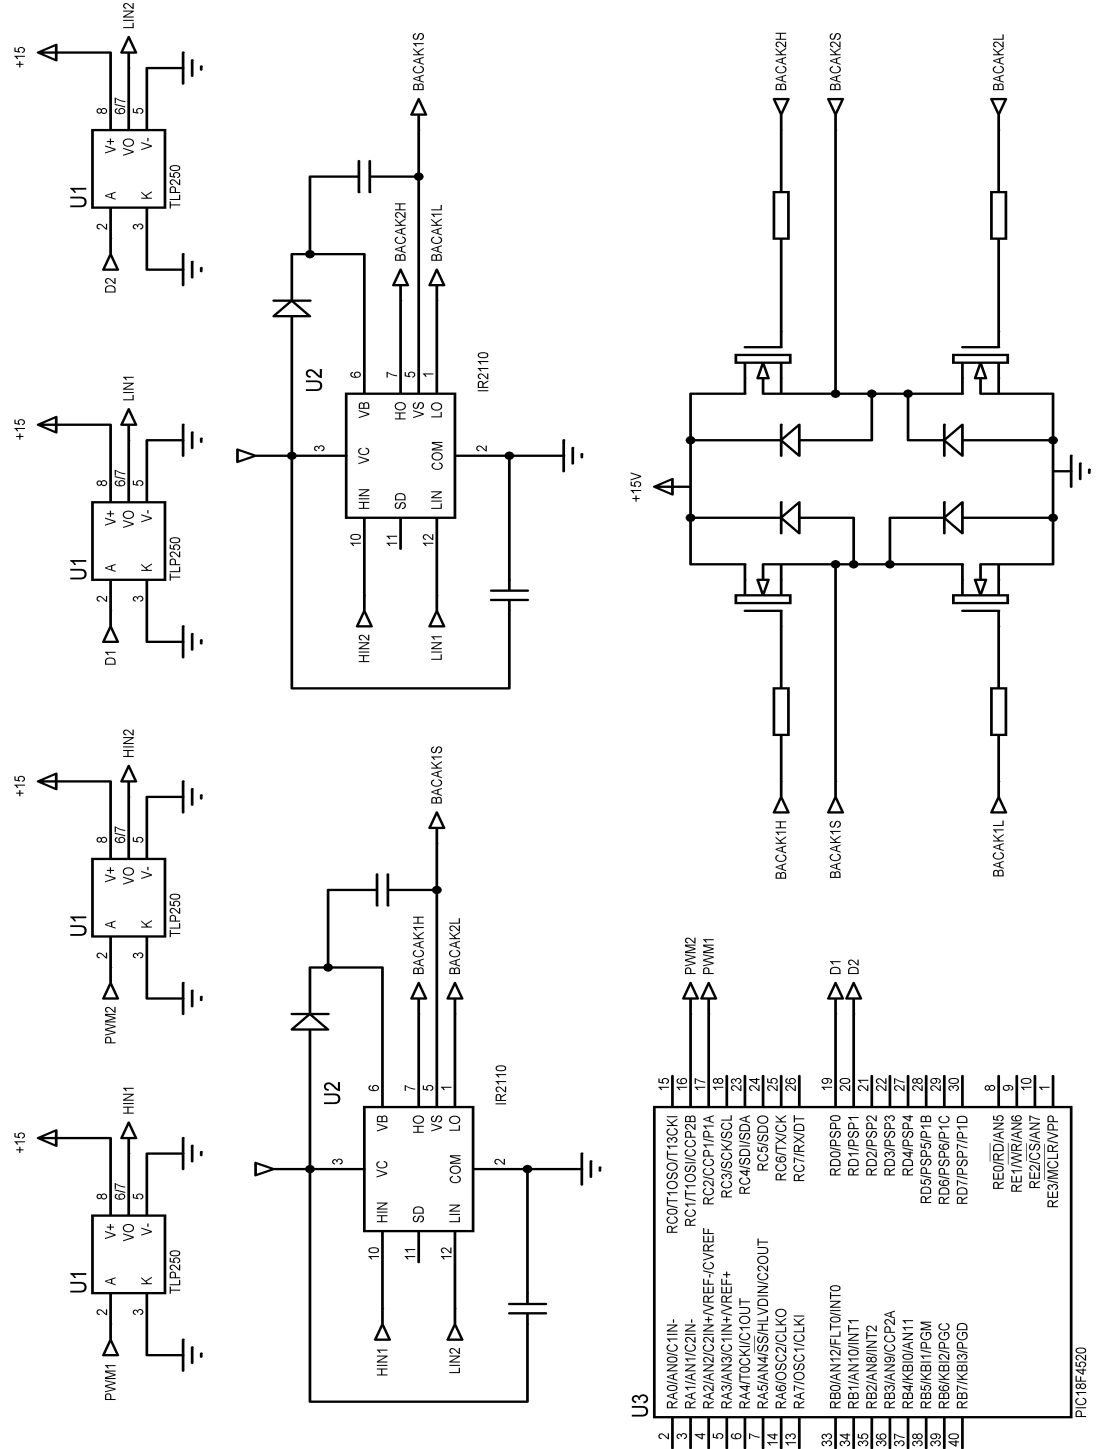 U1
PWM1
2
A
3
K
V+
8
VO
6/7
V-
5
+15
HIN1
TLP250
U1
PWM2
2
A
3
K
V+
8
VO
6/7
V-
5
+15
HIN2
TLP250
U1
D1
2
A
3
K
V+
8
VO
6/7
V-
5
+15
LIN1
TLP250
U1
D2
2
A
3
K
V+
8
VO
6/7
V-
5
+15
LIN2
TLP250
U2
HIN1
10
HIN
11
SD
LIN2
12
LIN
3
VC
COM
2
VB
6
HO
7
VS
5
LO
1
BACAK1H
BACAK1S
BACAK2L
IR2110
U2
HIN2
10
HIN
11
SD
LIN1
12
LIN
3
VC
COM
2
VB
6
HO
7
VS
5
LO
1
BACAK2H
BACAK1S
BACAK1L
IR2110
U3
2 RA0/AN0/C1IN- RC0/T1OSO/T13CKI 15
3 RA1/AN1/C2IN- RC1/T1OSI/CCP2B 16 PWM2
4 RA2/AN2/C2IN+/VREF-/CVREF RC2/CCP1/P1A 17 PWM1
5 RA3/AN3/C1IN+/VREF+ RC3/SCK/SCL 18
6 RA4/T0CKI/C1OUT RC4/SDI/SDA 23
7 RA5/AN4/SS/HLVDIN/C2OUT RC5/SDO 24
14 RA6/OSC2/CLKO RC6/TX/CK 25
13 RA7/OSC1/CLKI RC7/RX/DT 26
33 RB0/AN12/FLT0/INT0 RD0/PSP0 19 D1
34 RB1/AN10/INT1 RD1/PSP1 20 D2
35 RB2/AN8/INT2 RD2/PSP2 21
36 RB3/AN9/CCP2A RD3/PSP3 22
37 RB4/KBI0/AN11 RD4/PSP4 27
38 RB5/KBI1/PGM RD5/PSP5/P1B 28
39 RB6/KBI2/PGC RD6/PSP6/P1C 29
40 RB7/KBI3/PGD RD7/PSP7/P1D 30
RE0/RD/AN5 8
RE1/WR/AN6 9
RE2/CS/AN7 10
RE3/MCLR/VPP 1
PIC18F4520
+15V
BACAK1H
BACAK1S
BACAK1L
BACAK2H
BACAK2S
BACAK2L